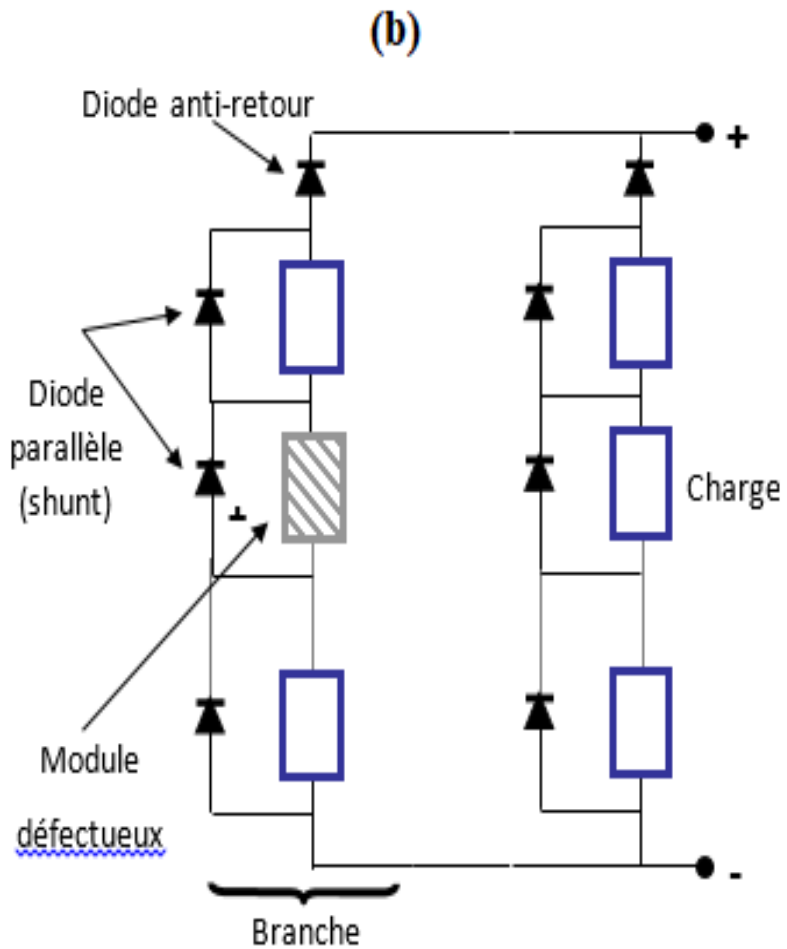 (b)
Diode anti-retour
+
Diode
parallèle
(shunt)
Charge
Module
défectueux
-
Branche